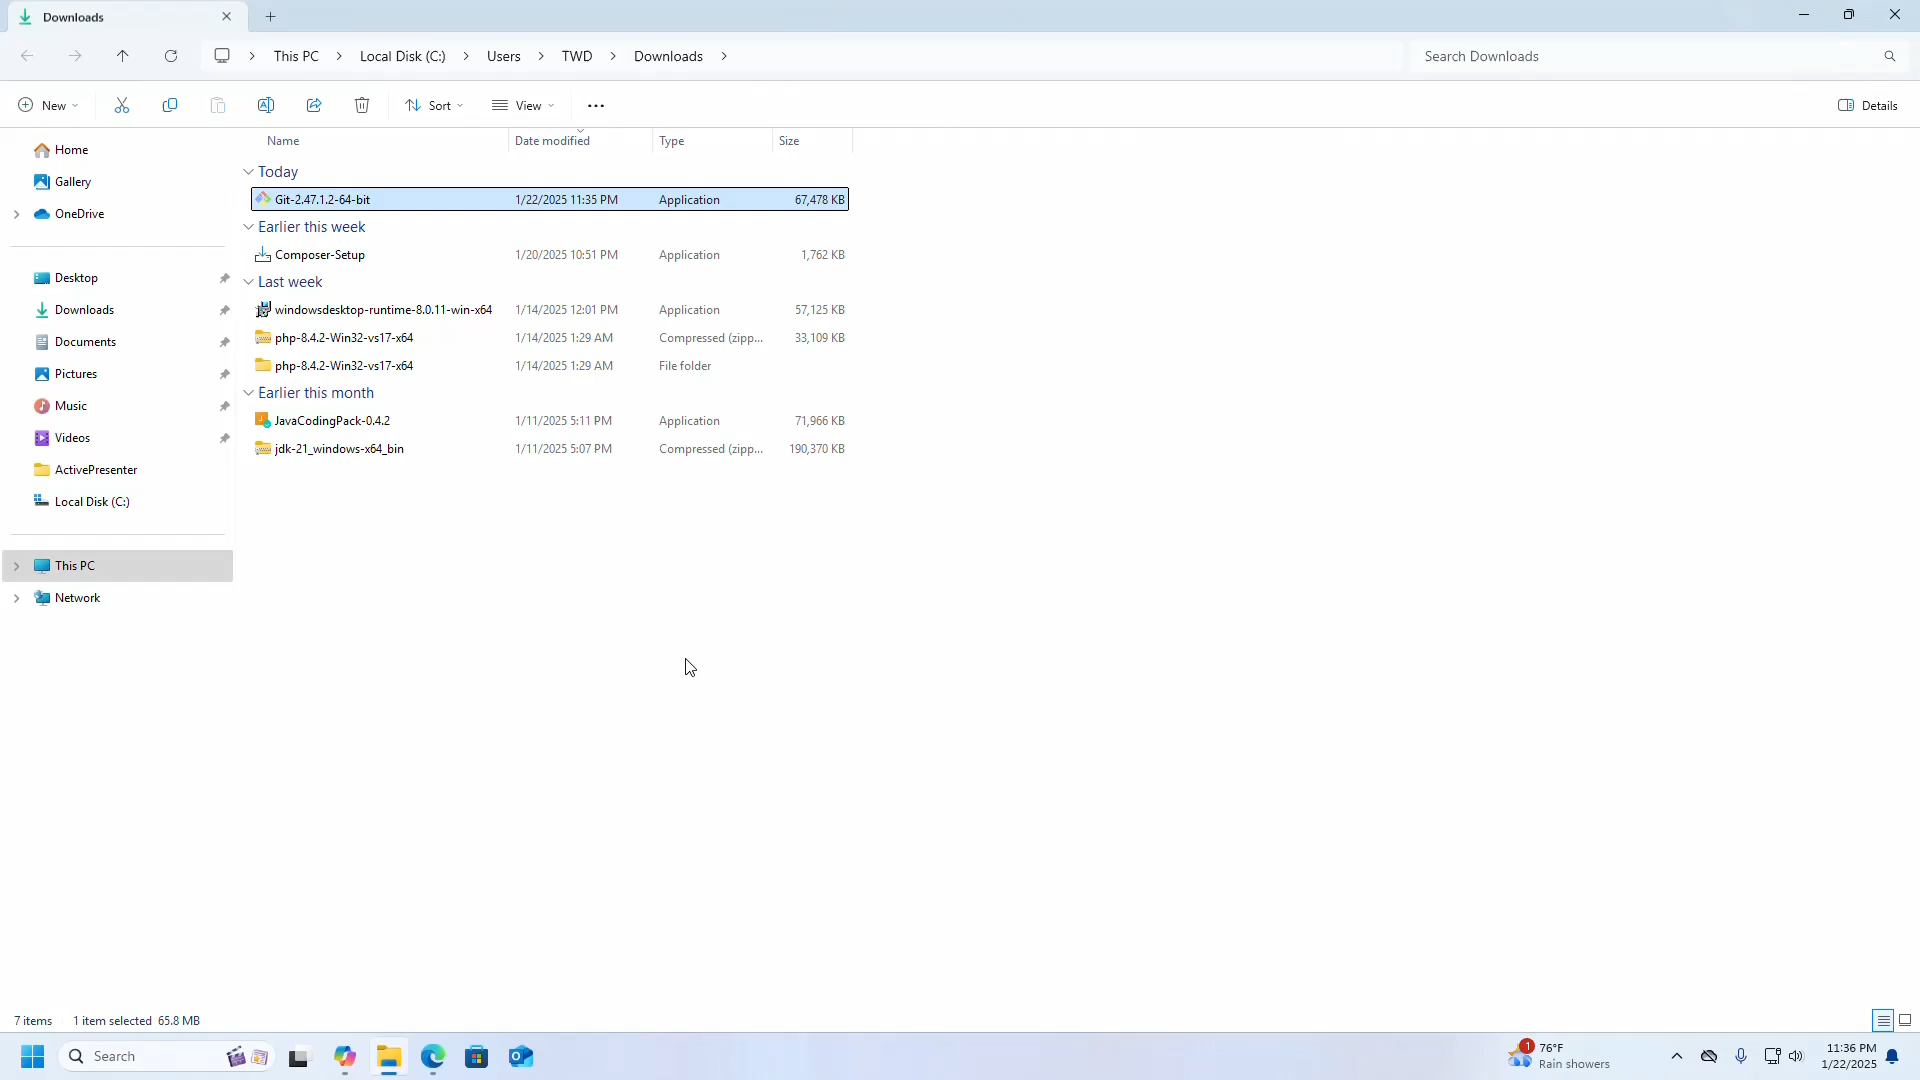 Downloads
This PC > Local Disk (C:) > Users > TWD > Downloads >
Search Downloads
New
Sort
View
Details
Name Date modified Type Size
Home
Gallery
OneDrive
Desktop
Downloads
Documents
Pictures
Music
Videos
ActivePresenter
Local Disk (C:)
This PC
Network
Today
Git-2.47.1.2-64-bit 1/22/2025 11:35 PM Application 67,478 KB
Earlier this week
Composer-Setup 1/20/2025 10:51 PM Application 1,762 KB
Last week
windowsdesktop-runtime-8.0.11-win-x64 1/14/2025 12:01 PM Application 57,125 KB
php-8.4.2-Win32-vs17-x64 1/14/2025 1:29 AM Compressed (zipp... 33,109 KB
php-8.4.2-Win32-vs17-x64 1/14/2025 1:29 AM File folder
Earlier this month
JavaCodingPack-0.4.2 1/11/2025 5:11 PM Application 71,966 KB
jdk-21_windows-x64_bin 1/11/2025 5:07 PM Compressed (zipp... 190,370 KB
7 items 1 item selected 65.8 MB
Search
1
76°F
Rain showers
11:36 PM
1/22/2025